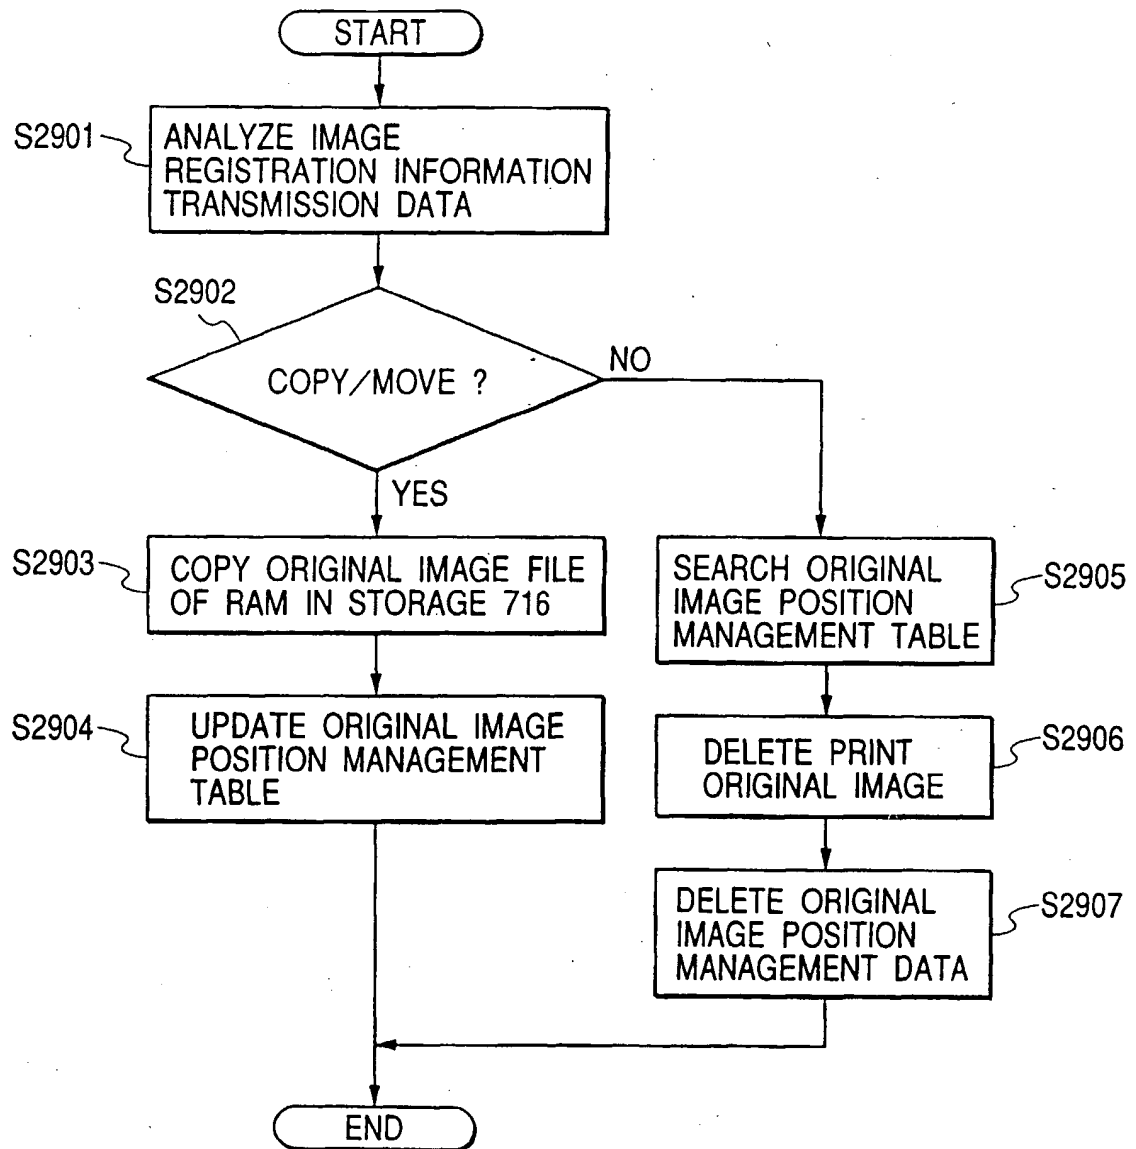 START
S2901
ANALYZE IMAGE
REGISTRATION INFORMATION
TRANSMISSION DATA
S2902
COPY/MOVE ?
NO
YES
S2903
COPY ORIGINAL IMAGE FILE
OF RAM IN STORAGE 716
S2904
UPDATE ORIGINAL IMAGE
POSITION MANAGEMENT
TABLE
SEARCH ORIGINAL
IMAGE POSITION
MANAGEMENT TABLE
S2905
DELETE PRINT
ORIGINAL IMAGE
S2906
DELETE ORIGINAL
IMAGE POSITION
MANAGEMENT DATA
S2907
END